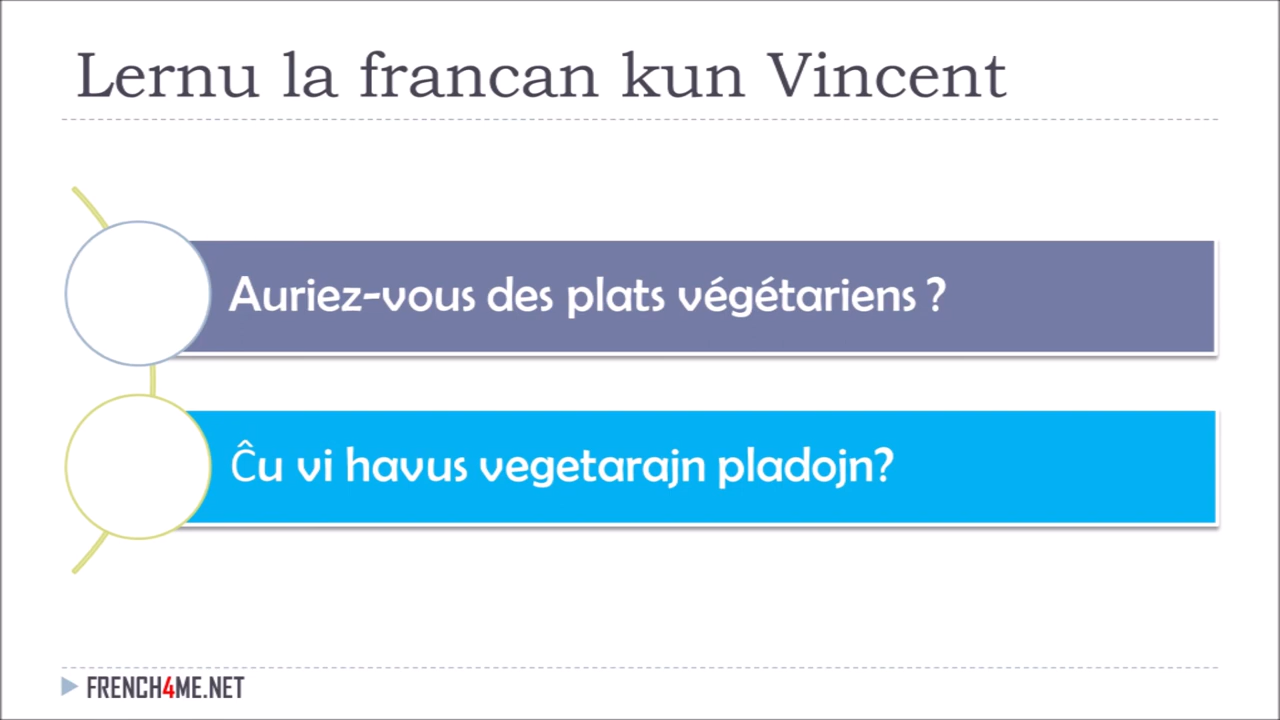 Lernu la francan kun Vincent
Auriez-vous des plats végétariens ?
Ĉu vi havus vegetarajn pladojn?
FRENCH4ME.NET